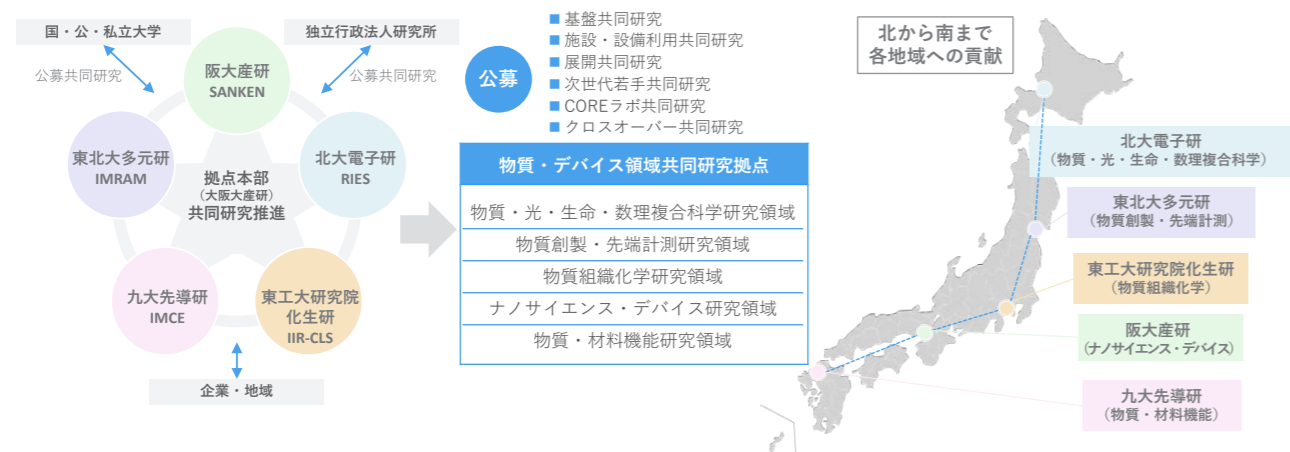 国・公・私立大学
独立行政法人研究所
公募共同研究
公募共同研究
阪大産研
SANKEN
東北大多元研
IMRAM
北大電子研
RIES
拠点本部
(大阪大産研)
共同研究推進
九大先導研
IMCE
東工大研究院
化生研
IIR-CLS
企業・地域
公募
■ 基盤共同研究
■ 施設・設備利用共同研究
■ 展開共同研究
■ 次世代若手共同研究
■ COREラボ共同研究
■ クロスオーバー共同研究
物質・デバイス領域共同研究拠点
物質・光・生命・数理複合科学研究領域
物質創製・先端計測研究領域
物質組織化学研究領域
ナノサイエンス・デバイス研究領域
物質・材料機能研究領域
北から南まで
各地域への貢献
北大電子研
(物質・光・生命・数理複合科学)
東北大多元研
(物質創製・先端計測)
東工大研究院化生研
(物質組織化学)
阪大産研
(ナノサイエンス・デバイス)
九大先導研
(物質・材料機能)